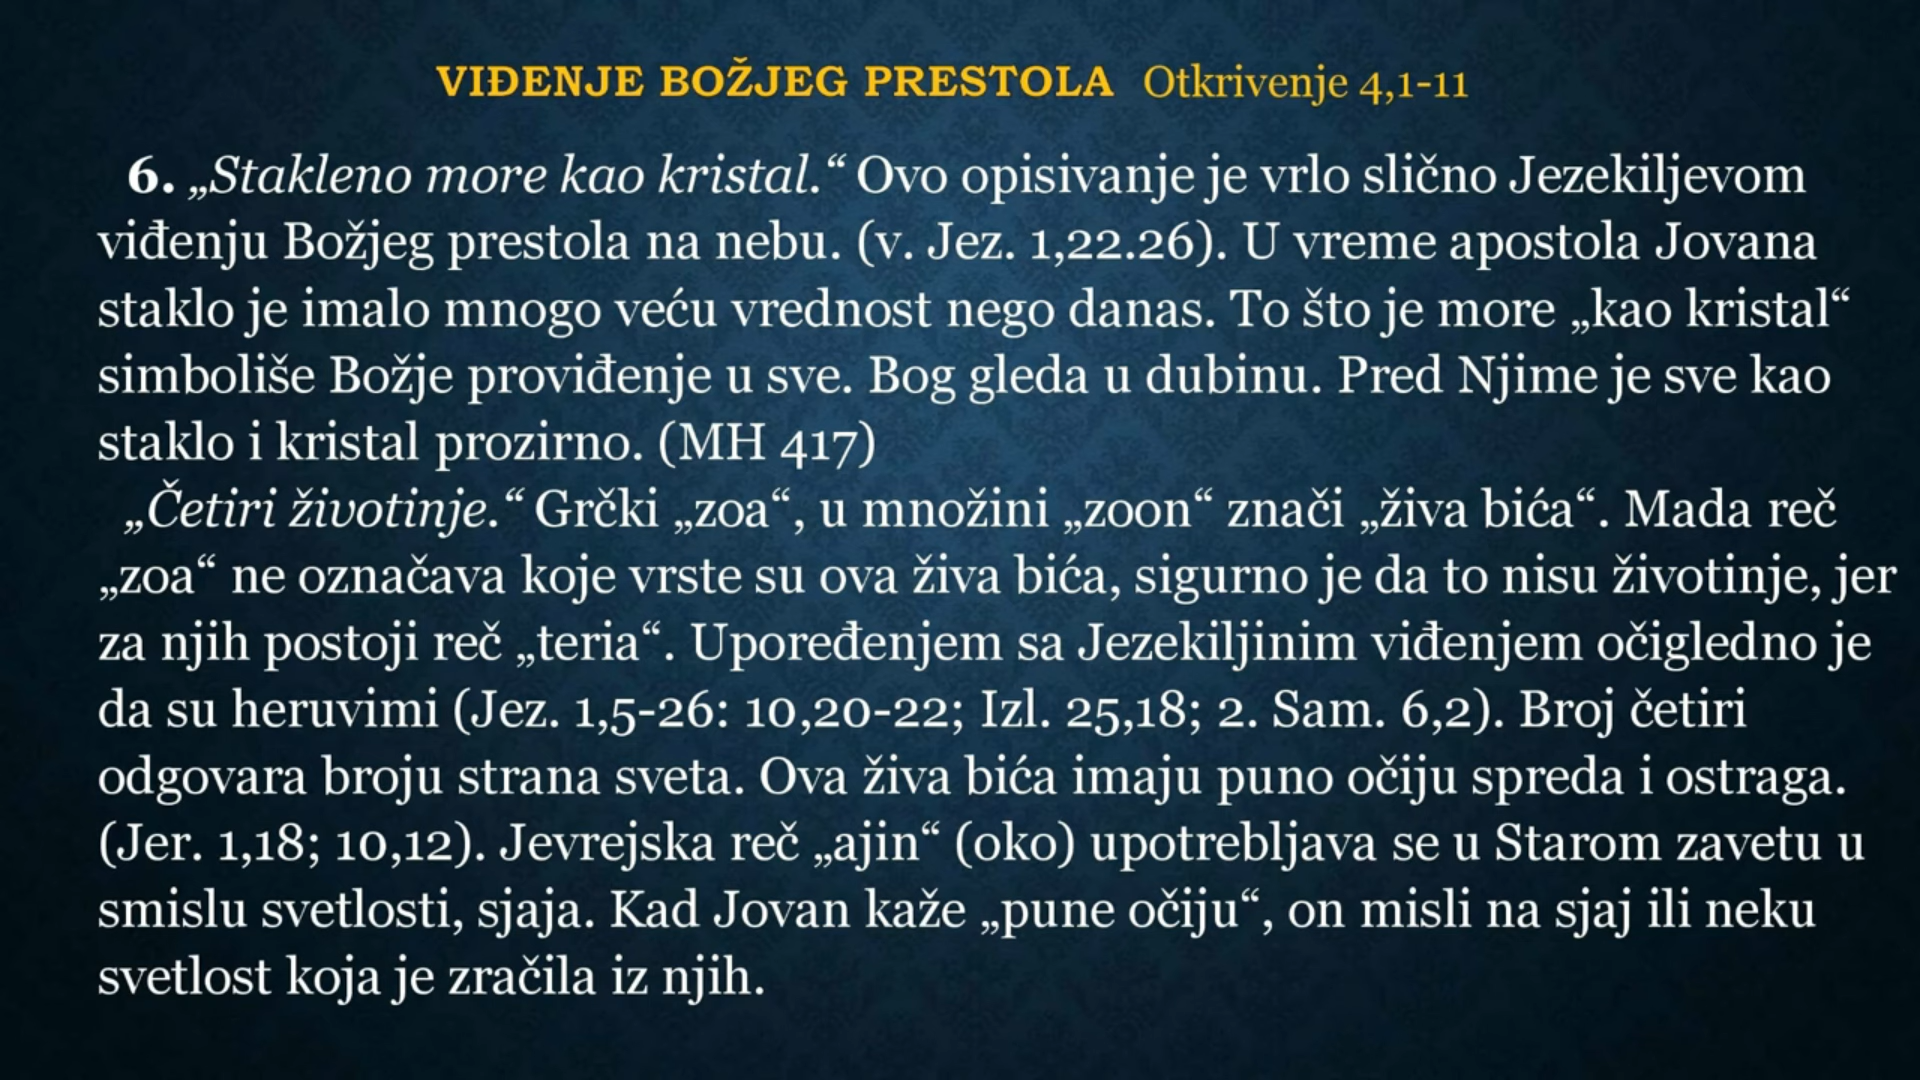 VIĐENJE BOŽJEG PRESTOLA Otkrivenje 4,1-11
6. „Stakleno more kao kristal.“ Ovo opisivanje je vrlo slično Jezekiljevom
viđenju Božjeg prestola na nebu. (v. Jez. 1,22.26). U vreme apostola Jovana
staklo je imalo mnogo veću vrednost nego danas. To što je more „kao kristal“
simboliše Božje proviđenje u sve. Bog gleda u dubinu. Pred Njime je sve kao
staklo i kristal prozirno. (MH 417)
„Četiri životinje.“ Grčki „zoa“, u množini „zoon“ znači „živa bića“. Mada reč
„zoa“ ne označava koje vrste su ova živa bića, sigurno je da to nisu životinje, jer
za njih postoji reč „teria“. Upoređenjem sa Jezekiljinim viđenjem očigledno je
da su heruvimi (Jez. 1,5-26: 10,20-22; Izl. 25,18; 2. Sam. 6,2). Broj četiri
odgovara broju strana sveta. Ova živa bića imaju puno očiju spreda i ostraga.
(Jer. 1,18; 10,12). Jevrejska reč „ajin“ (oko) upotrebljava se u Starom zavetu u
smislu svetlosti, sjaja. Kad Jovan kaže „pune očiju“, on misli na sjaj ili neku
svetlost koja je zračila iz njih.